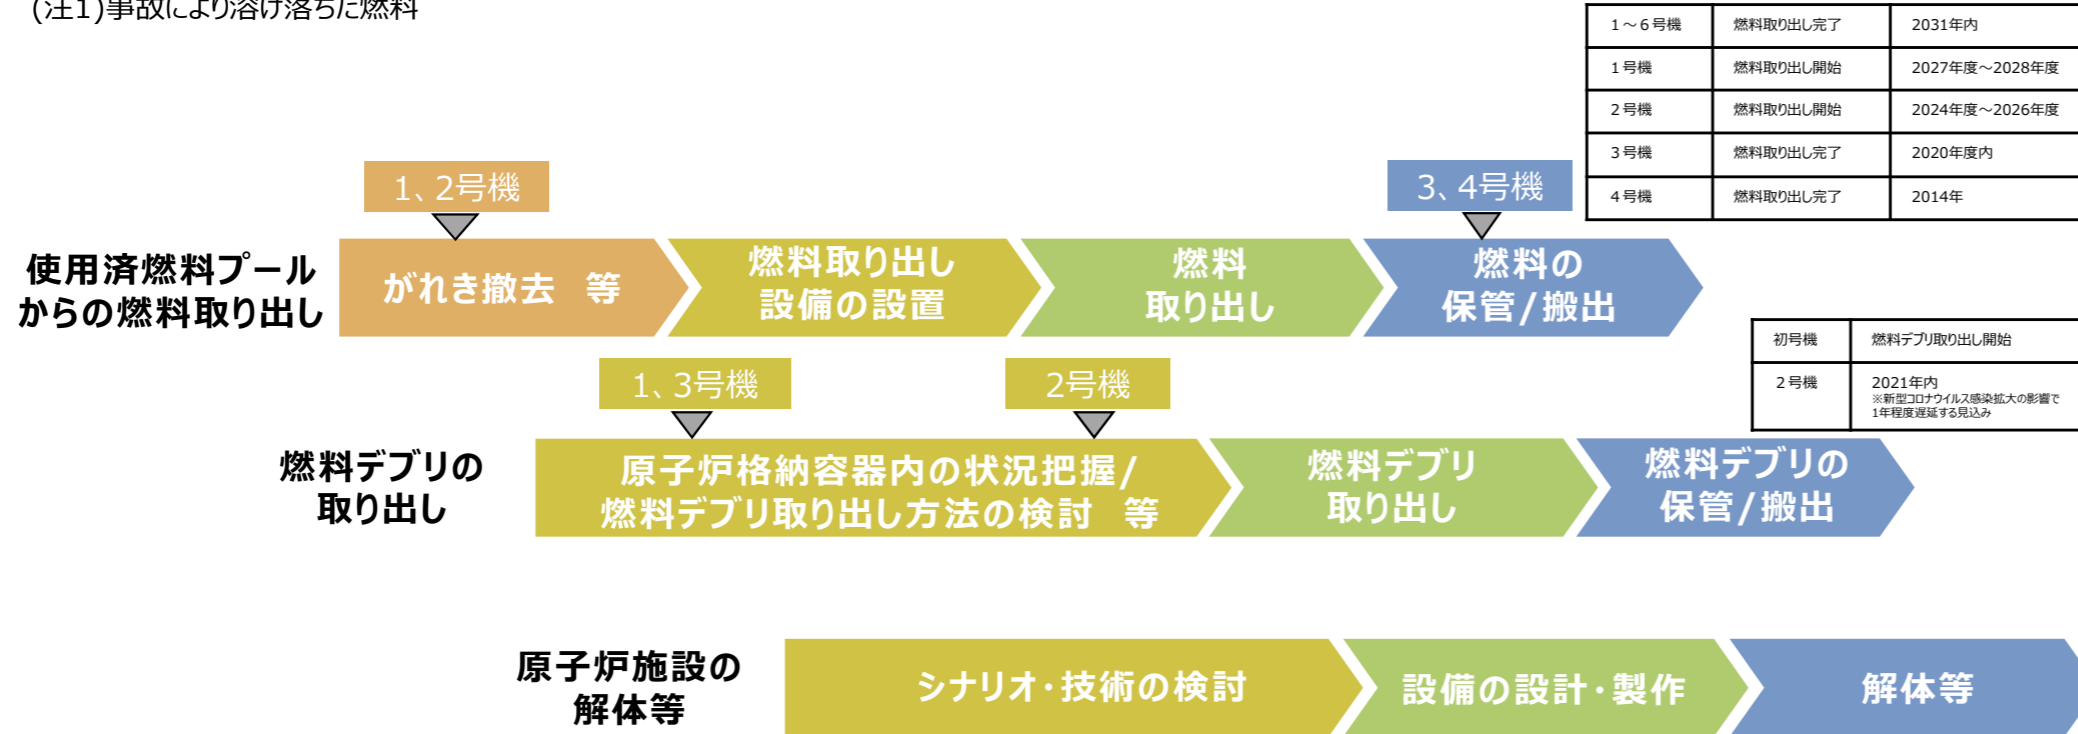 (注1)事故により溶け落ちた燃料
1～6号機 燃料取り出し完了 2031年内
1号機 燃料取り出し開始 2027年度～2028年度
2号機 燃料取り出し開始 2024年度～2026年度
3号機 燃料取り出し完了 2020年度内
4号機 燃料取り出し完了 2014年
1、2号機
3、4号機
使用済燃料プール
からの燃料取り出し
がれき撤去　等
燃料取り出し
設備の設置
燃料
取り出し
燃料の
保管/搬出
初号機 燃料デブリ取り出し開始
2号機 2021年内
※新型コロナウイルス感染拡大の影響で
1年程度遅延する見込み
1、3号機
2号機
燃料デブリの
取り出し
原子炉格納容器内の状況把握/
燃料デブリ取り出し方法の検討　等
燃料デブリ
取り出し
燃料デブリの
保管/搬出
原子炉施設の
解体等
シナリオ・技術の検討
設備の設計・製作
解体等